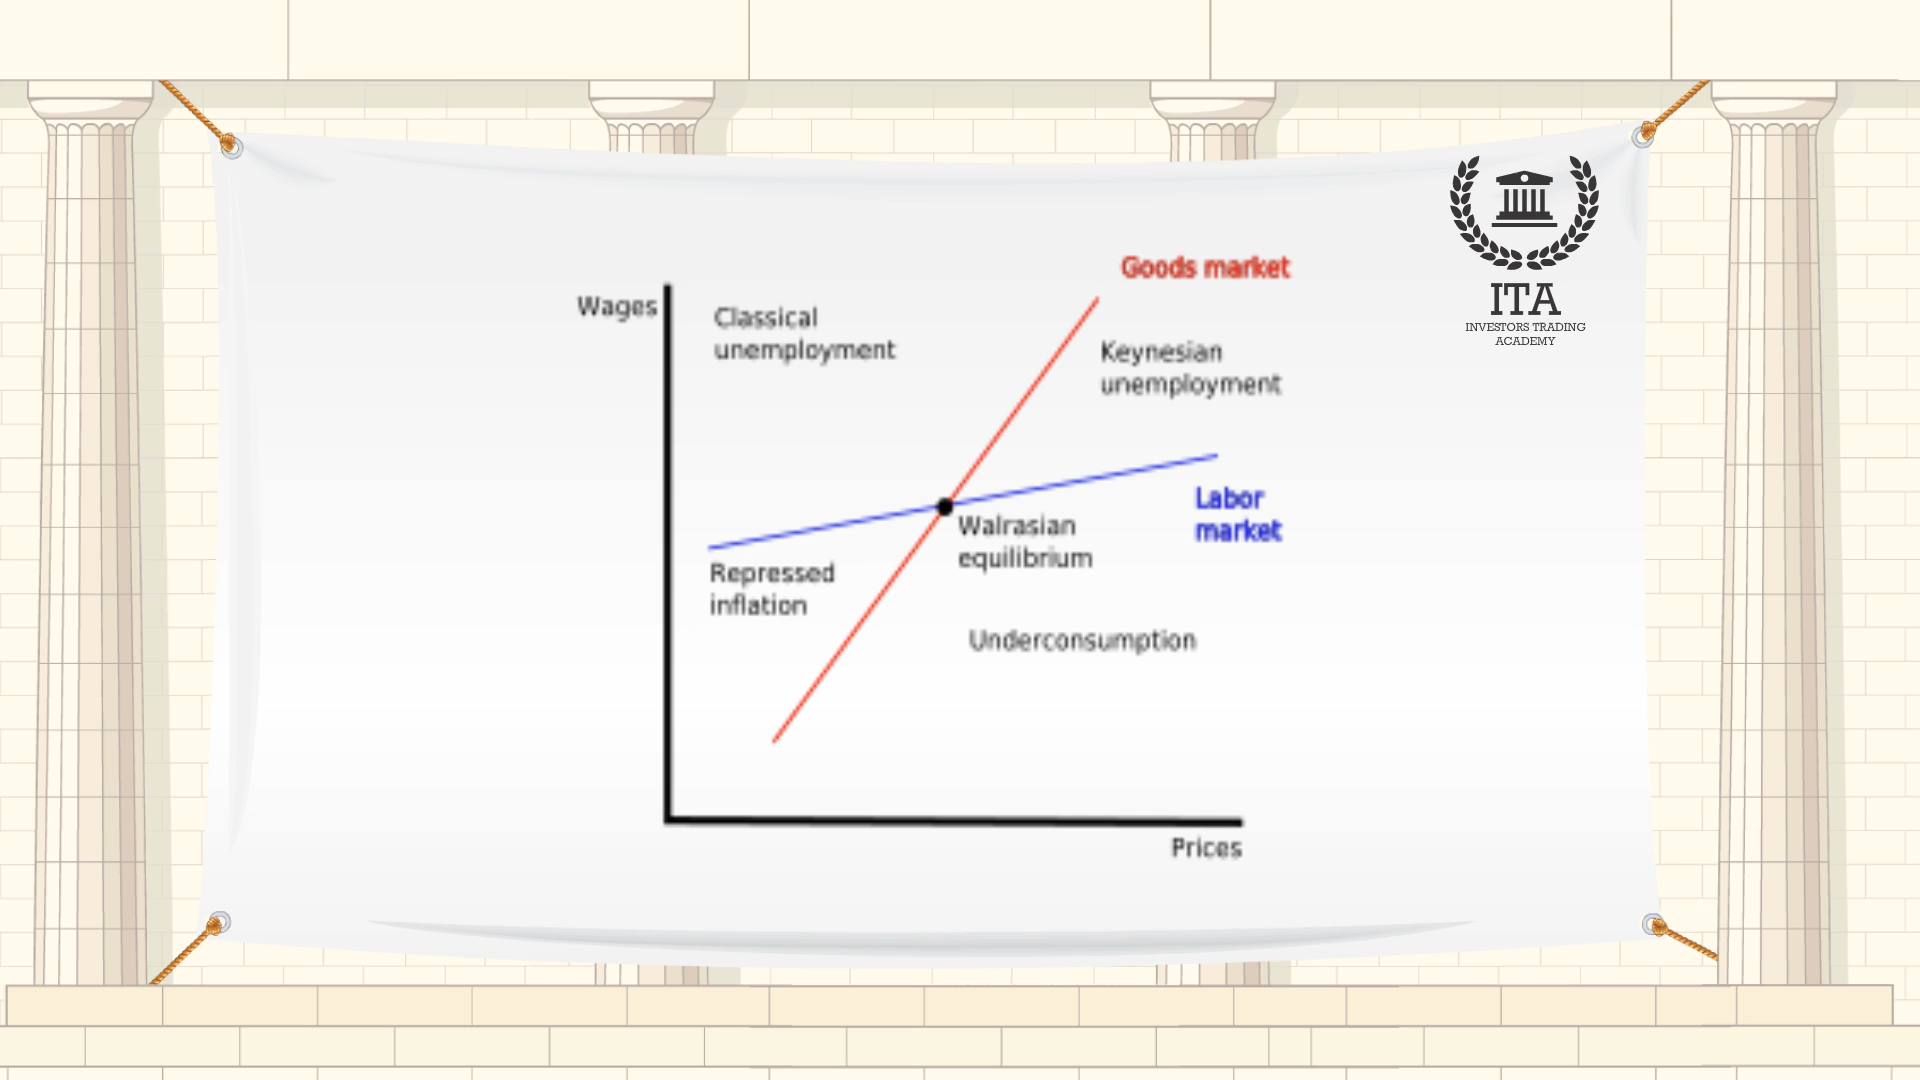 Goods market
Wages
Classical
unemployment
Keynesian
unemployment
Labor
market
Walrasian
equilibrium
Repressed
inflation
Underconsumption
Prices
ITA
INVESTORS TRADING
ACADEMY